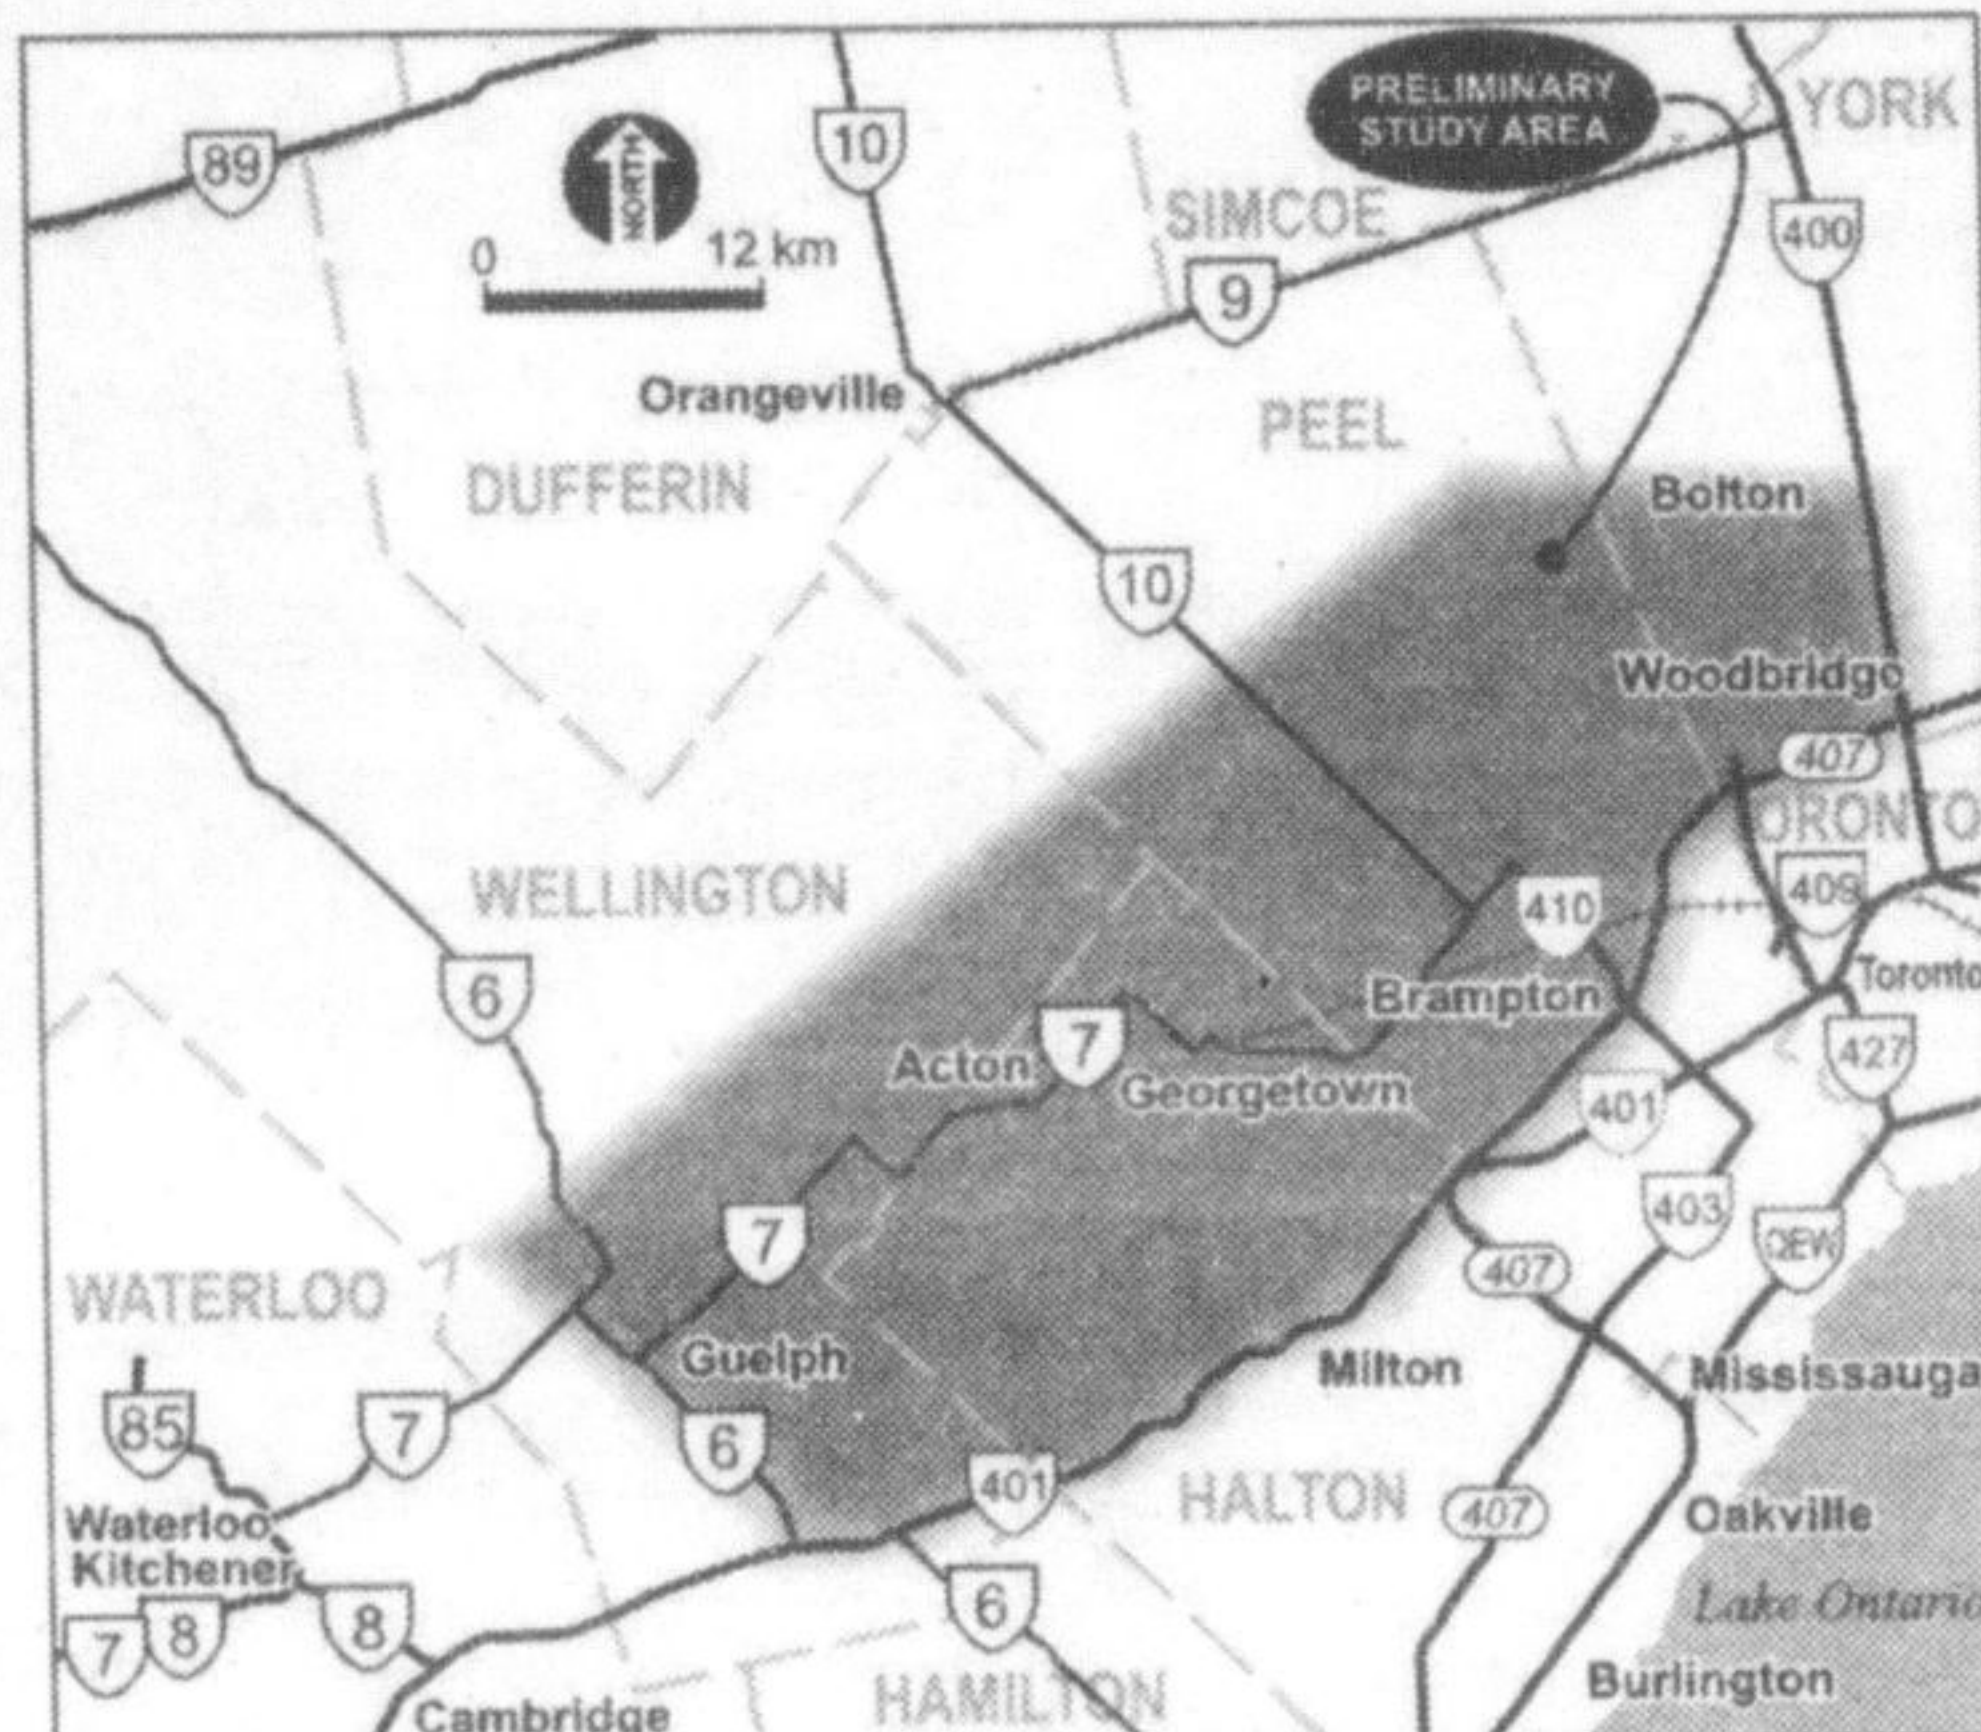 PRELIMINARY
STUDY AREA
YORK
89
NORTH
10
0
12 km
SIMCOE
400
9
Orangeville
PEEL
DUFFERIN
Bolton
10
Woodbridge
407
ORONTO
WELLINGTON
410
409
6
Brampton
Toronto
Acton
7
Georgetown
427
401
403
7
QEW
407
WATERLOO
Guelph
Milton
Mississauga
85
7
6
401
HALTON
407
Oakville
Waterloo
Kitchener
6
Lake Ontario
7
8
8
HAMILTON
Burlington
Cambridge